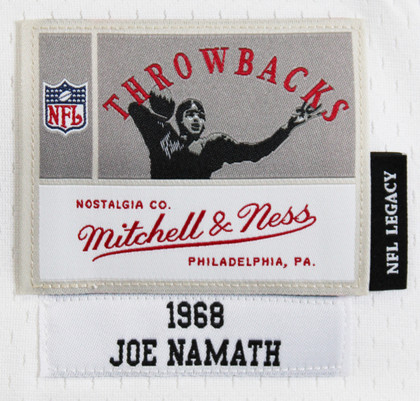 THROWBACKS
NFL
NOSTALGIA CO.
Mitchell & Ness
PHILADELPHIA, PA.
NFL LEGACY
1968
JOE NAMATH